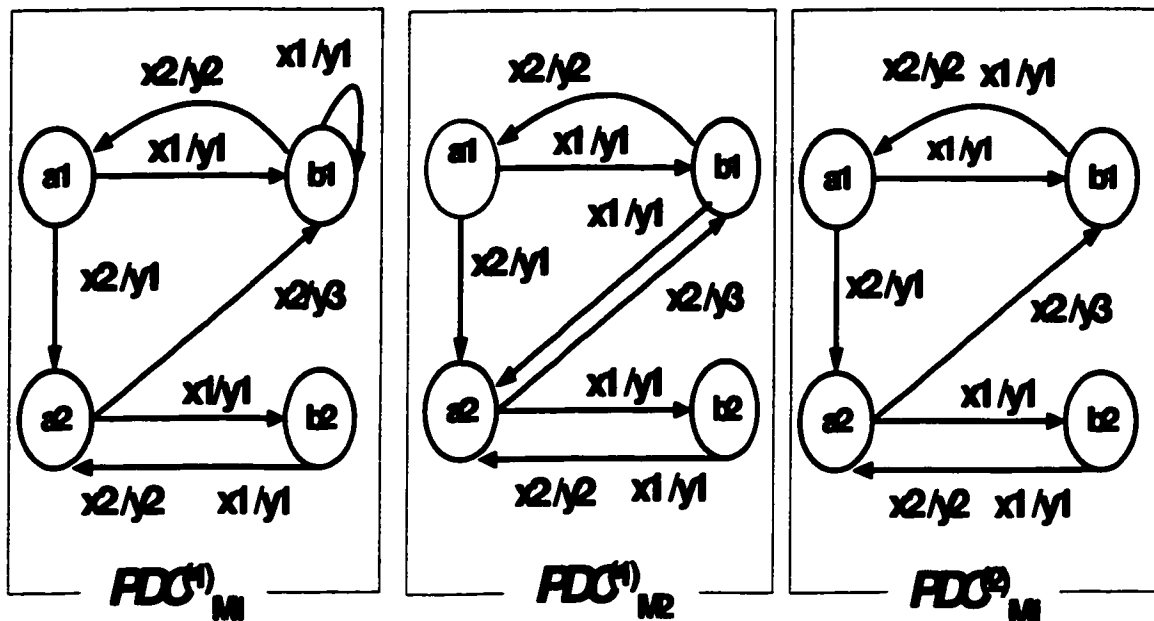 x1/y1
x2/y2
x1/y1
a1
b1
x2/y1
x2/y3
x1/y1
a2
b2
x2/y2 x1/y1
PDC(1)M1
x2/y2
x1/y1
a1
b1
x1/y1
x2/y1
x2/y3
x1/y1
a2
b2
x2/y2 x1/y1
PDC(1)M2
x2/y2 x1/y1
x1/y1
a1
b1
x2/y1
x2/y3
x1/y1
a2
b2
x2/y2 x1/y1
PDC(2)M1